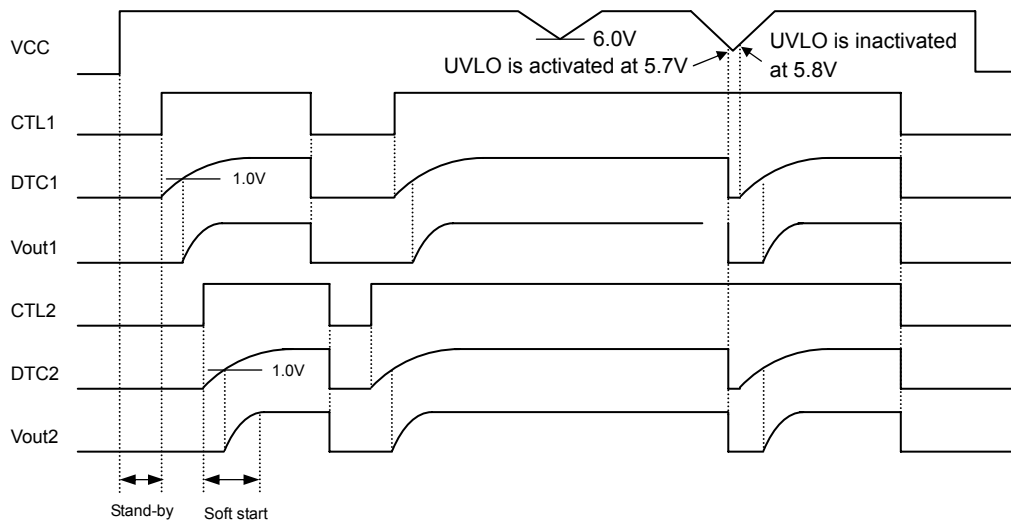 VCC
6.0V
UVLO is activated at 5.7V
UVLO is inactivated
at 5.8V
CTL1
DTC1
1.0V
Vout1
CTL2
DTC2
1.0V
Vout2
Stand-by
Soft start